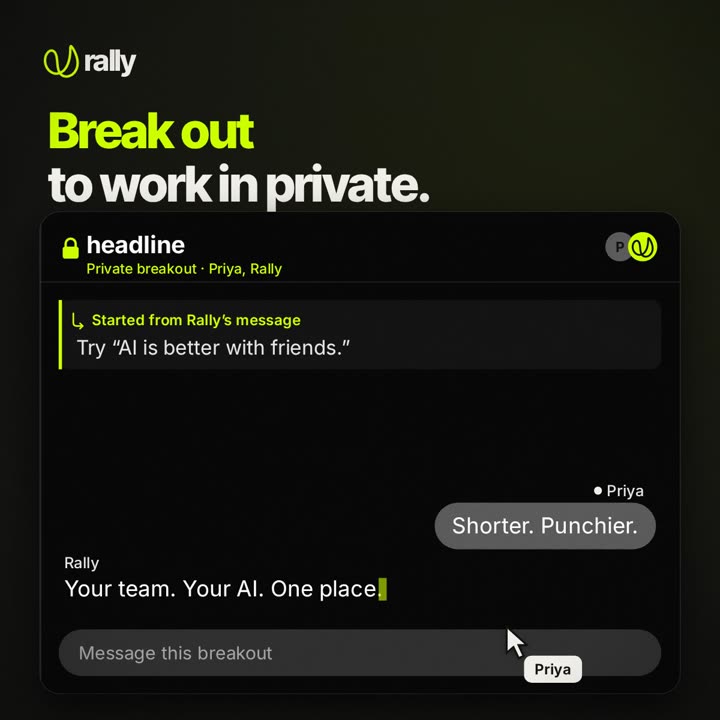 rally
Break out
to work in private.
headline
Private breakout · Priya, Rally
P
Started from Rally’s message
Try “AI is better with friends.”
Priya
Shorter. Punchier.
Rally
Your team. Your AI. One place.
Message this breakout
Priya